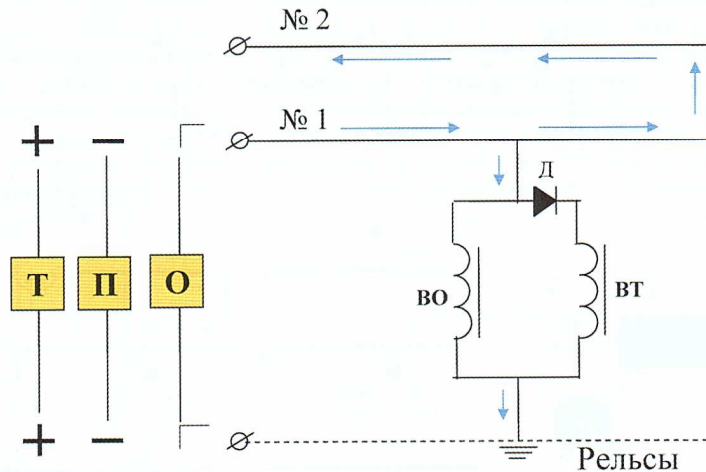 № 2
№ 1
+ −
Т П О
+ −
Д
ВО ВТ
Рельсы